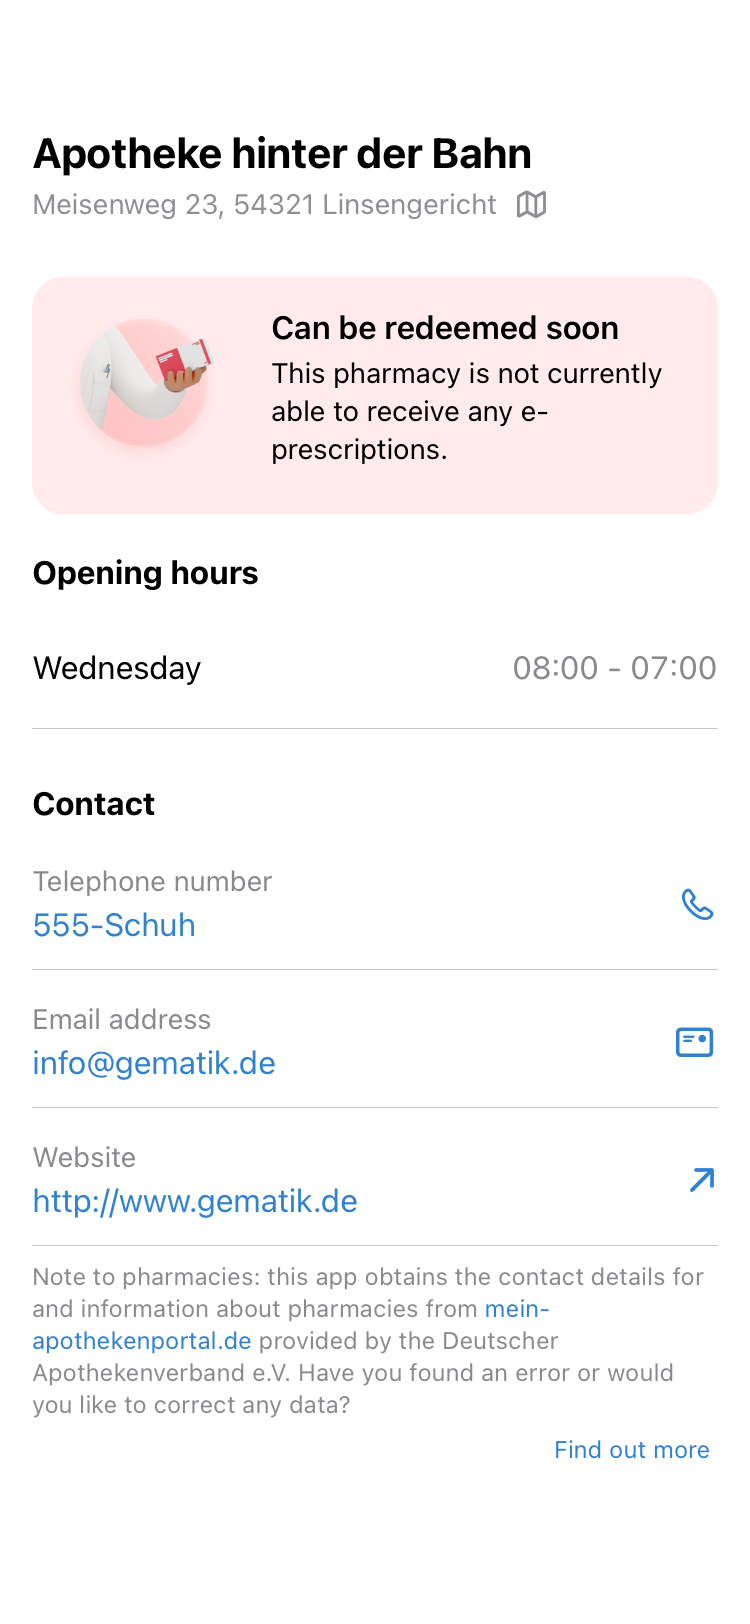 Apotheke hinter der Bahn
Meisenweg 23, 54321 Linsengericht
Can be redeemed soon
This pharmacy is not currently
able to receive any e-
prescriptions.
Opening hours
Wednesday 08:00 - 07:00
Contact
Telephone number
555-Schuh
Email address
info@gematik.de
Website
http://www.gematik.de
Note to pharmacies: this app obtains the contact details for
and information about pharmacies from mein-
apothekenportal.de provided by the Deutscher
Apothekenverband e.V. Have you found an error or would
you like to correct any data?
Find out more